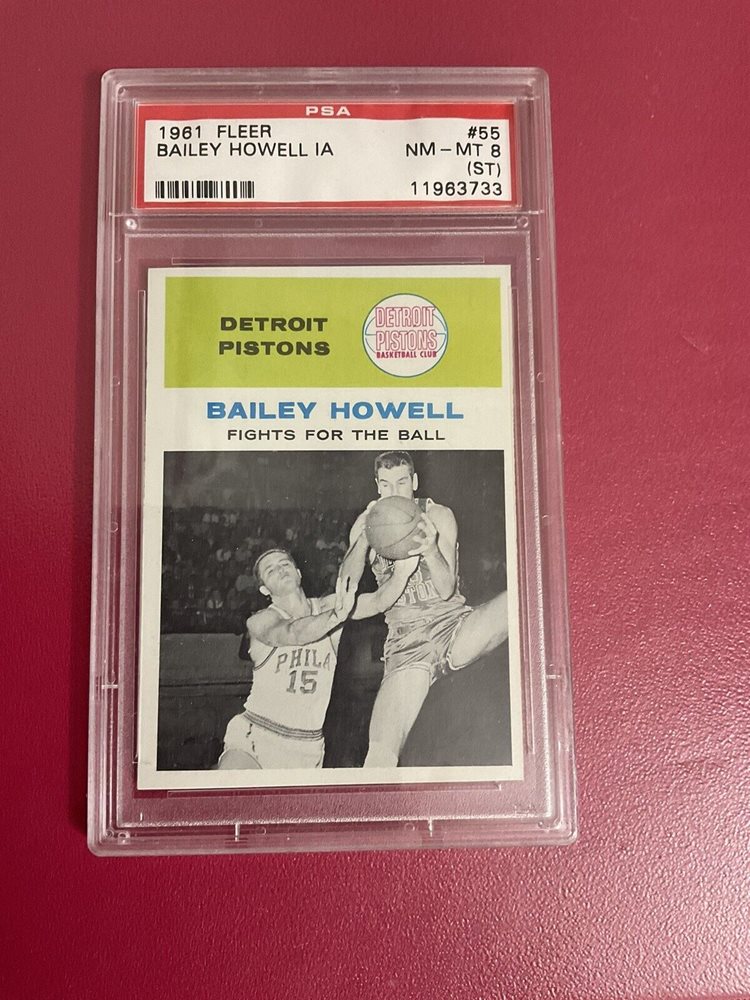 PSA
1961 FLEER #55
BAILEY HOWELL IA NM - MT 8
(ST)
11963733
DETROIT
PISTONS
DETROIT
PISTONS
BASKETBALL CLUB
BAILEY HOWELL
FIGHTS FOR THE BALL
PHILA
15